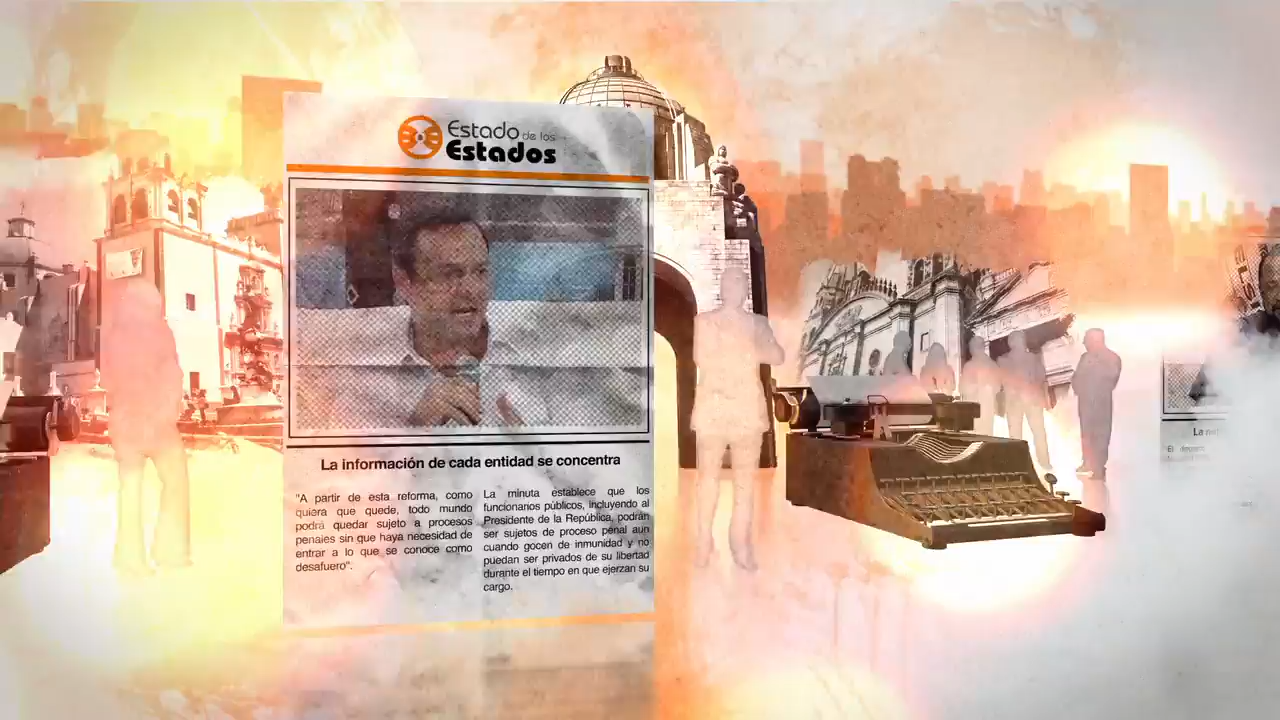 Estado de los
Estados
La información de cada entidad se concentra
"A partir de esta reforma, como
quiera que quede, todo mundo
podrá quedar sujeto a procesos
penales sin que haya necesidad de
entrar a lo que se conoce como
desafuero".
La minuta establece que los
funcionarios públicos, incluyendo al
Presidente de la República, podrán
ser sujetos de proceso penal aun
cuando gocen de inmunidad y no
puedan ser privados de su libertad
durante el tiempo en que ejerzan su
cargo.
La
El